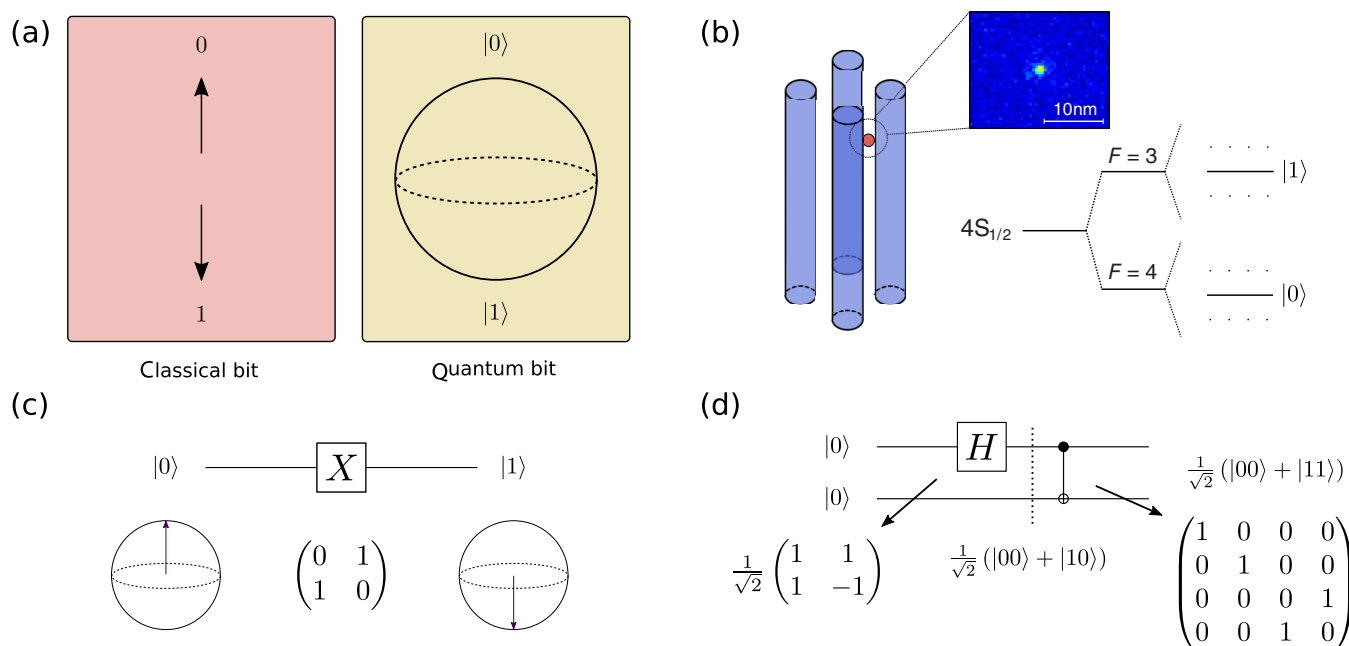 (a)
0
1
Classical bit
|0⟩
|1⟩
Quantum bit
(b)
10nm
4S1/2
F = 3
F = 4
|1⟩
|0⟩
(c)
|0⟩ X |1⟩
0 1
1 0
(d)
|0⟩ H
|0⟩
1/√2 (|00⟩ + |11⟩)
1/√2
1 1
1 −1
1/√2 (|00⟩ + |10⟩)
1 0 0 0
0 1 0 0
0 0 0 1
0 0 1 0